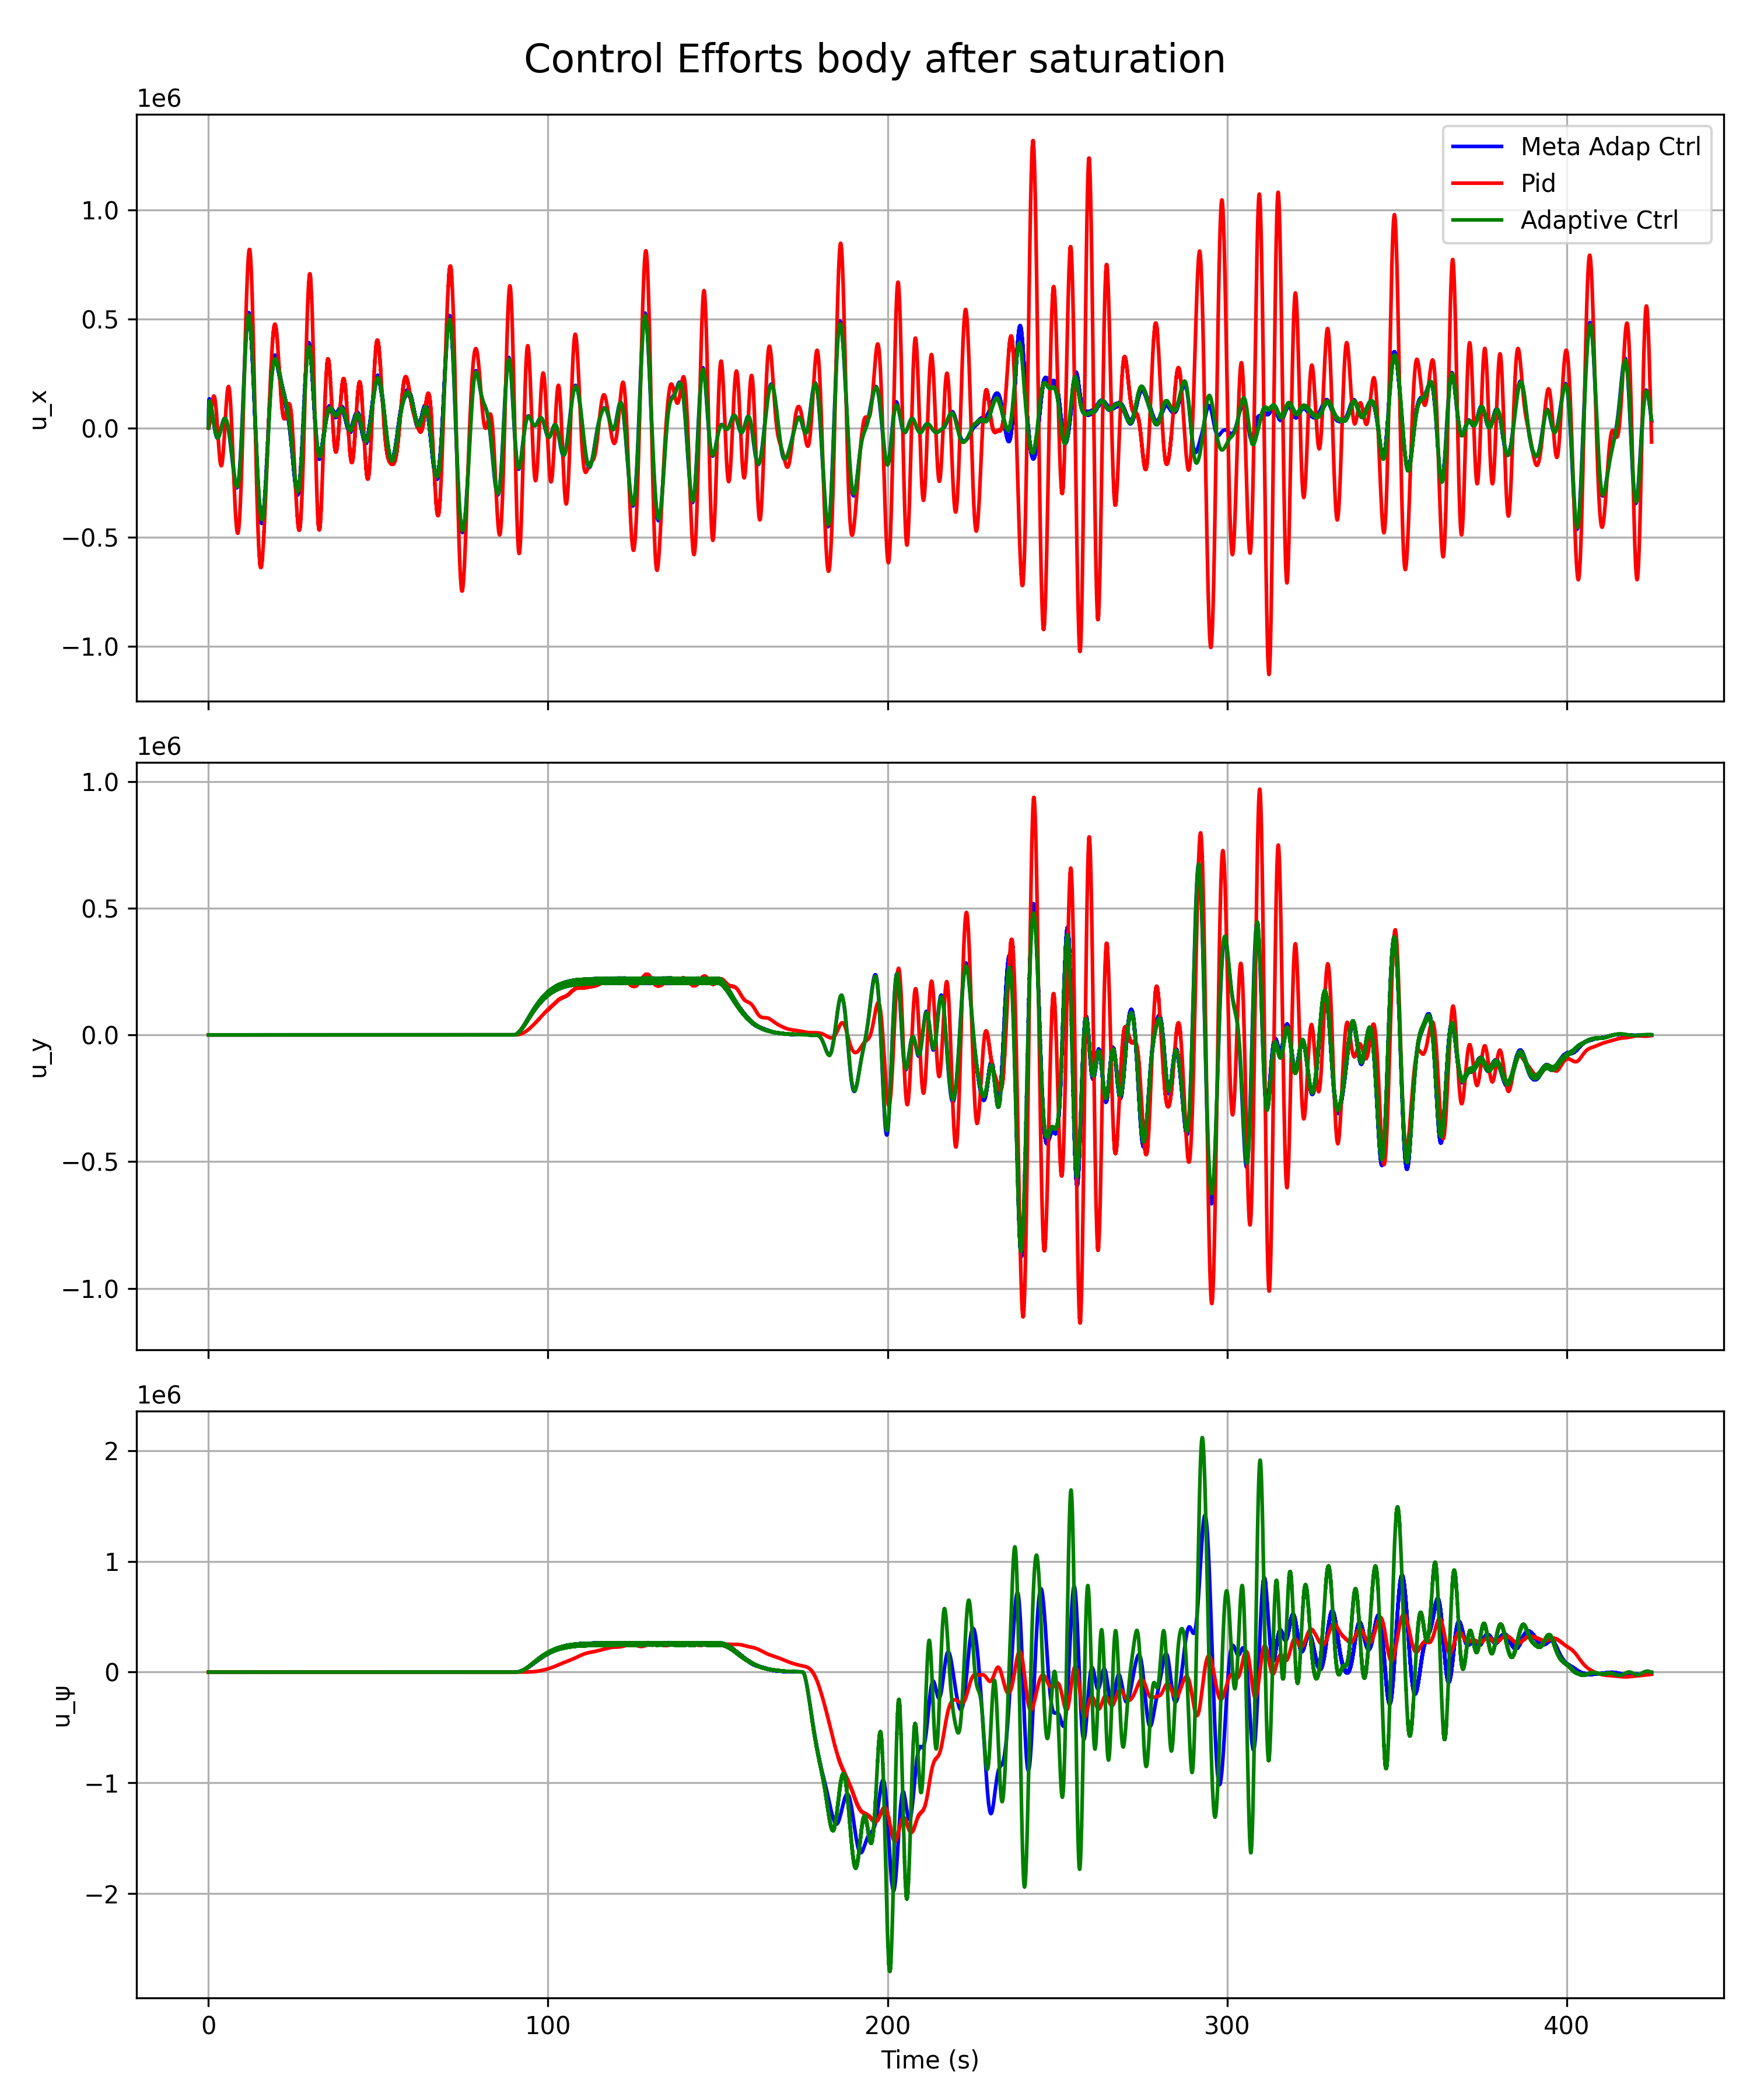 Control Efforts body after saturation
1e6
Meta Adap Ctrl
Pid
Adaptive Ctrl
1.0
0.5
0.0
−0.5
−1.0
u_x
1e6
1.0
0.5
0.0
−0.5
−1.0
u_y
1e6
2
1
0
−1
−2
u_ψ
0 100 200 300 400
Time (s)